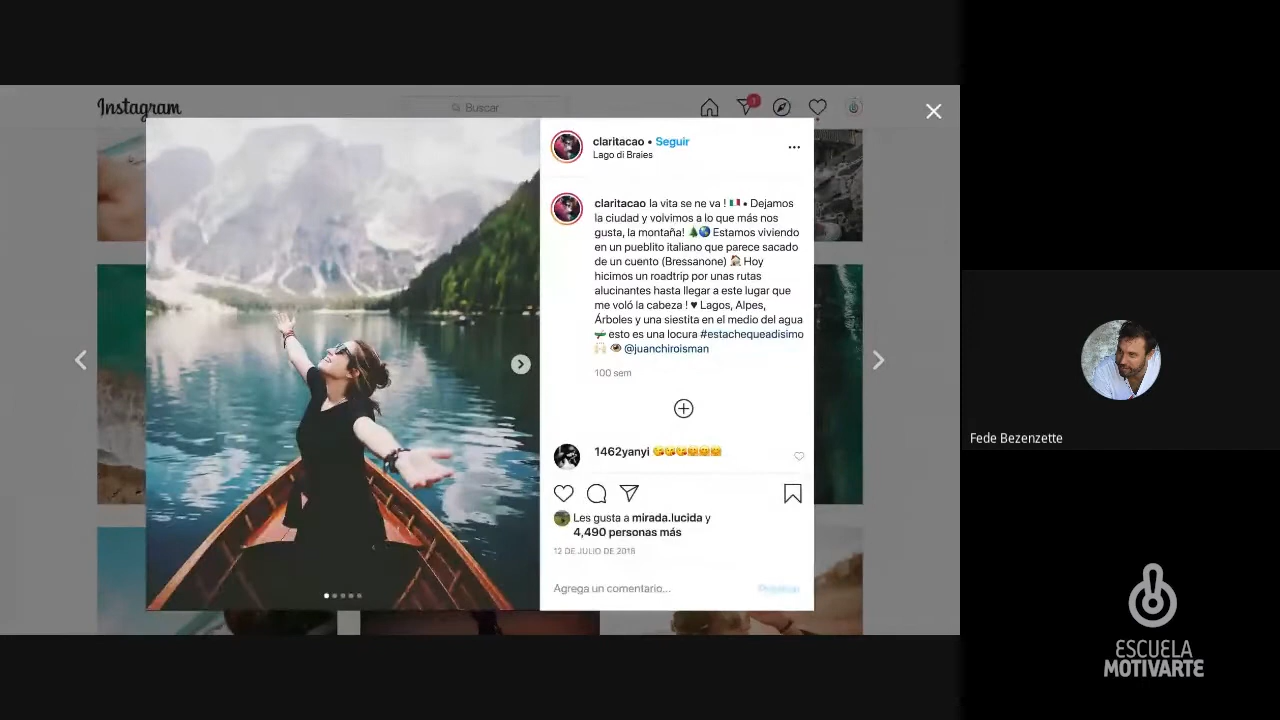 Instagram
Buscar
1
claritacao • Seguir
Lago di Braies
claritacao la vita se ne va ! 🇮🇹 • Dejamos
la ciudad y volvimos a lo que más nos
gusta, la montaña! 🌲🌎 Estamos viviendo
en un pueblito italiano que parece sacado
de un cuento (Bressanone) 🏠 Hoy
hicimos un roadtrip por unas rutas
alucinantes hasta llegar a este lugar que
me voló la cabeza ! ♥ Lagos, Alpes,
Árboles y una siestita en el medio del agua
🛶 esto es una locura #estachequeadisimo
🙌🏻 👁 @juanchiroisman
100 sem
1462yanyi 😘😘😘🤗🤗🤗
Les gusta a mirada.lucida y
4,490 personas más
12 DE JULIO DE 2018
Agrega un comentario...
Publicar
Fede Bezenzette
ESCUELA
MOTIVARTE